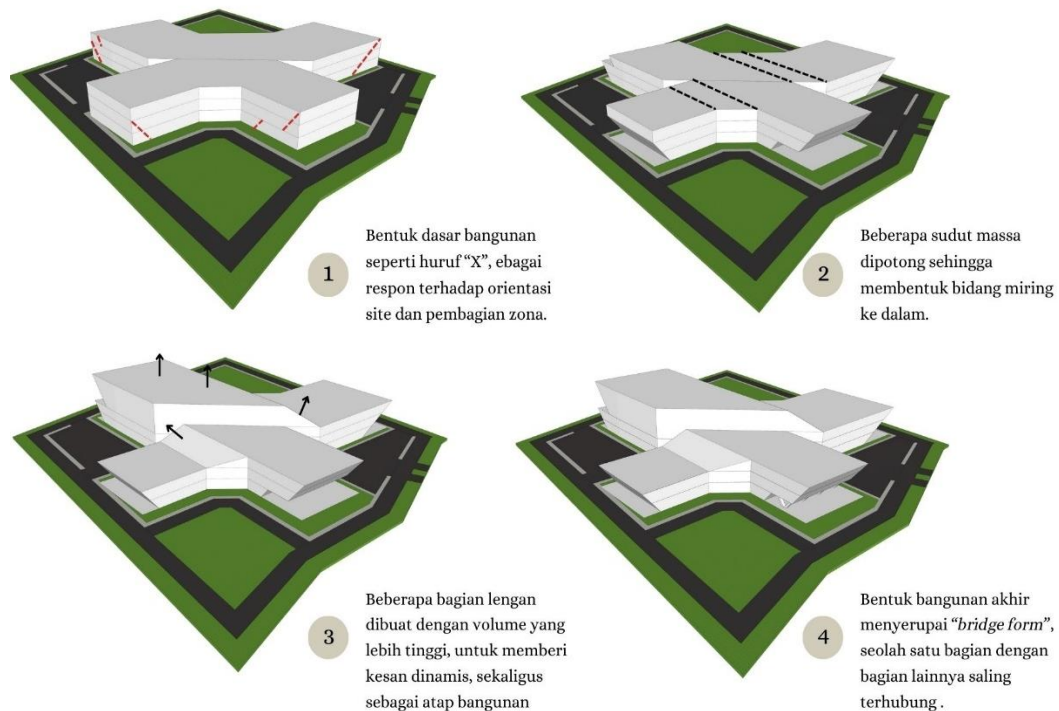 1
Bentuk dasar bangunan
seperti huruf “X”, ebagai
respon terhadap orientasi
site dan pembagian zona.
2
Beberapa sudut massa
dipotong sehingga
membentuk bidang miring
ke dalam.
3
Beberapa bagian lengan
dibuat dengan volume yang
lebih tinggi, untuk memberi
kesan dinamis, sekaligus
sebagai atap bangunan
4
Bentuk bangunan akhir
menyerupai “bridge form”,
seolah satu bagian dengan
bagian lainnya saling
terhubung .